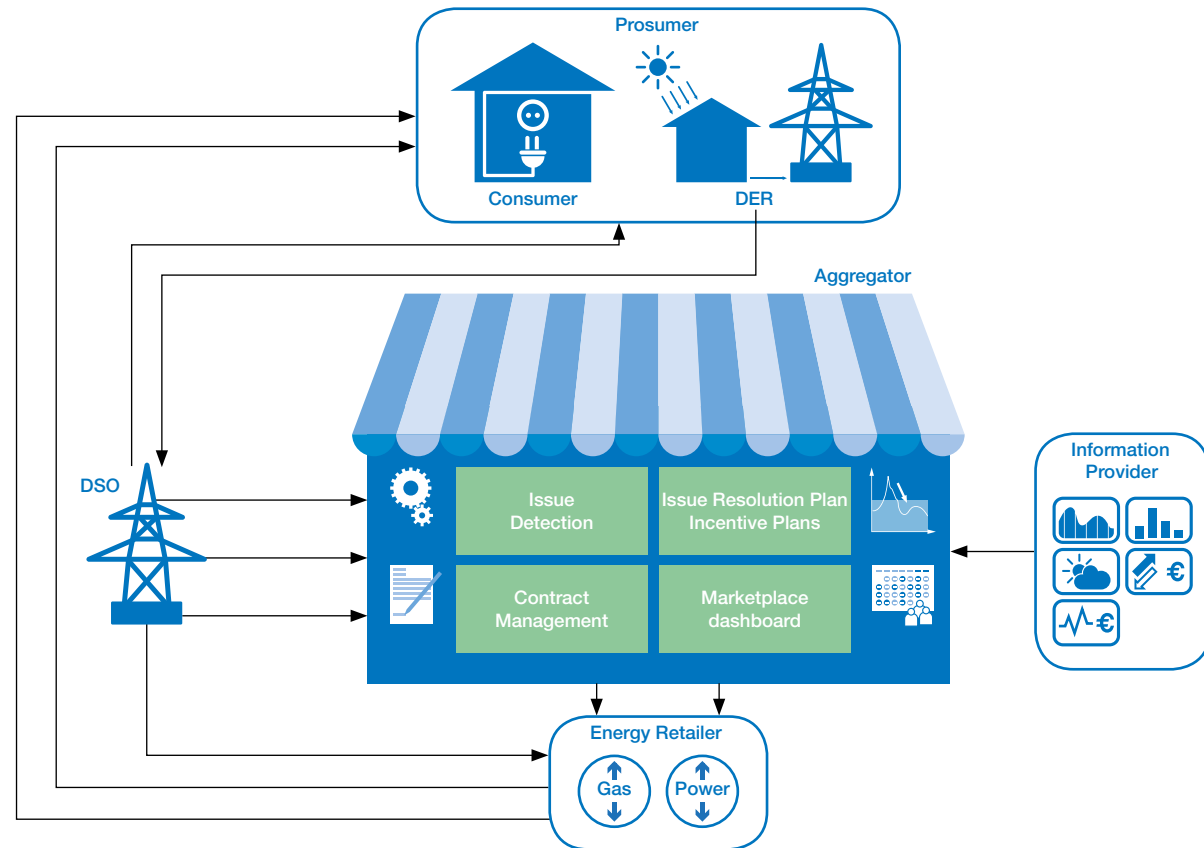 Prosumer
Consumer
DER
Aggregator
DSO
Issue
Detection
Issue Resolution Plan
Incentive Plans
Contract
Management
Marketplace
dashboard
Information
Provider
€
€
Energy Retailer
Gas
Power